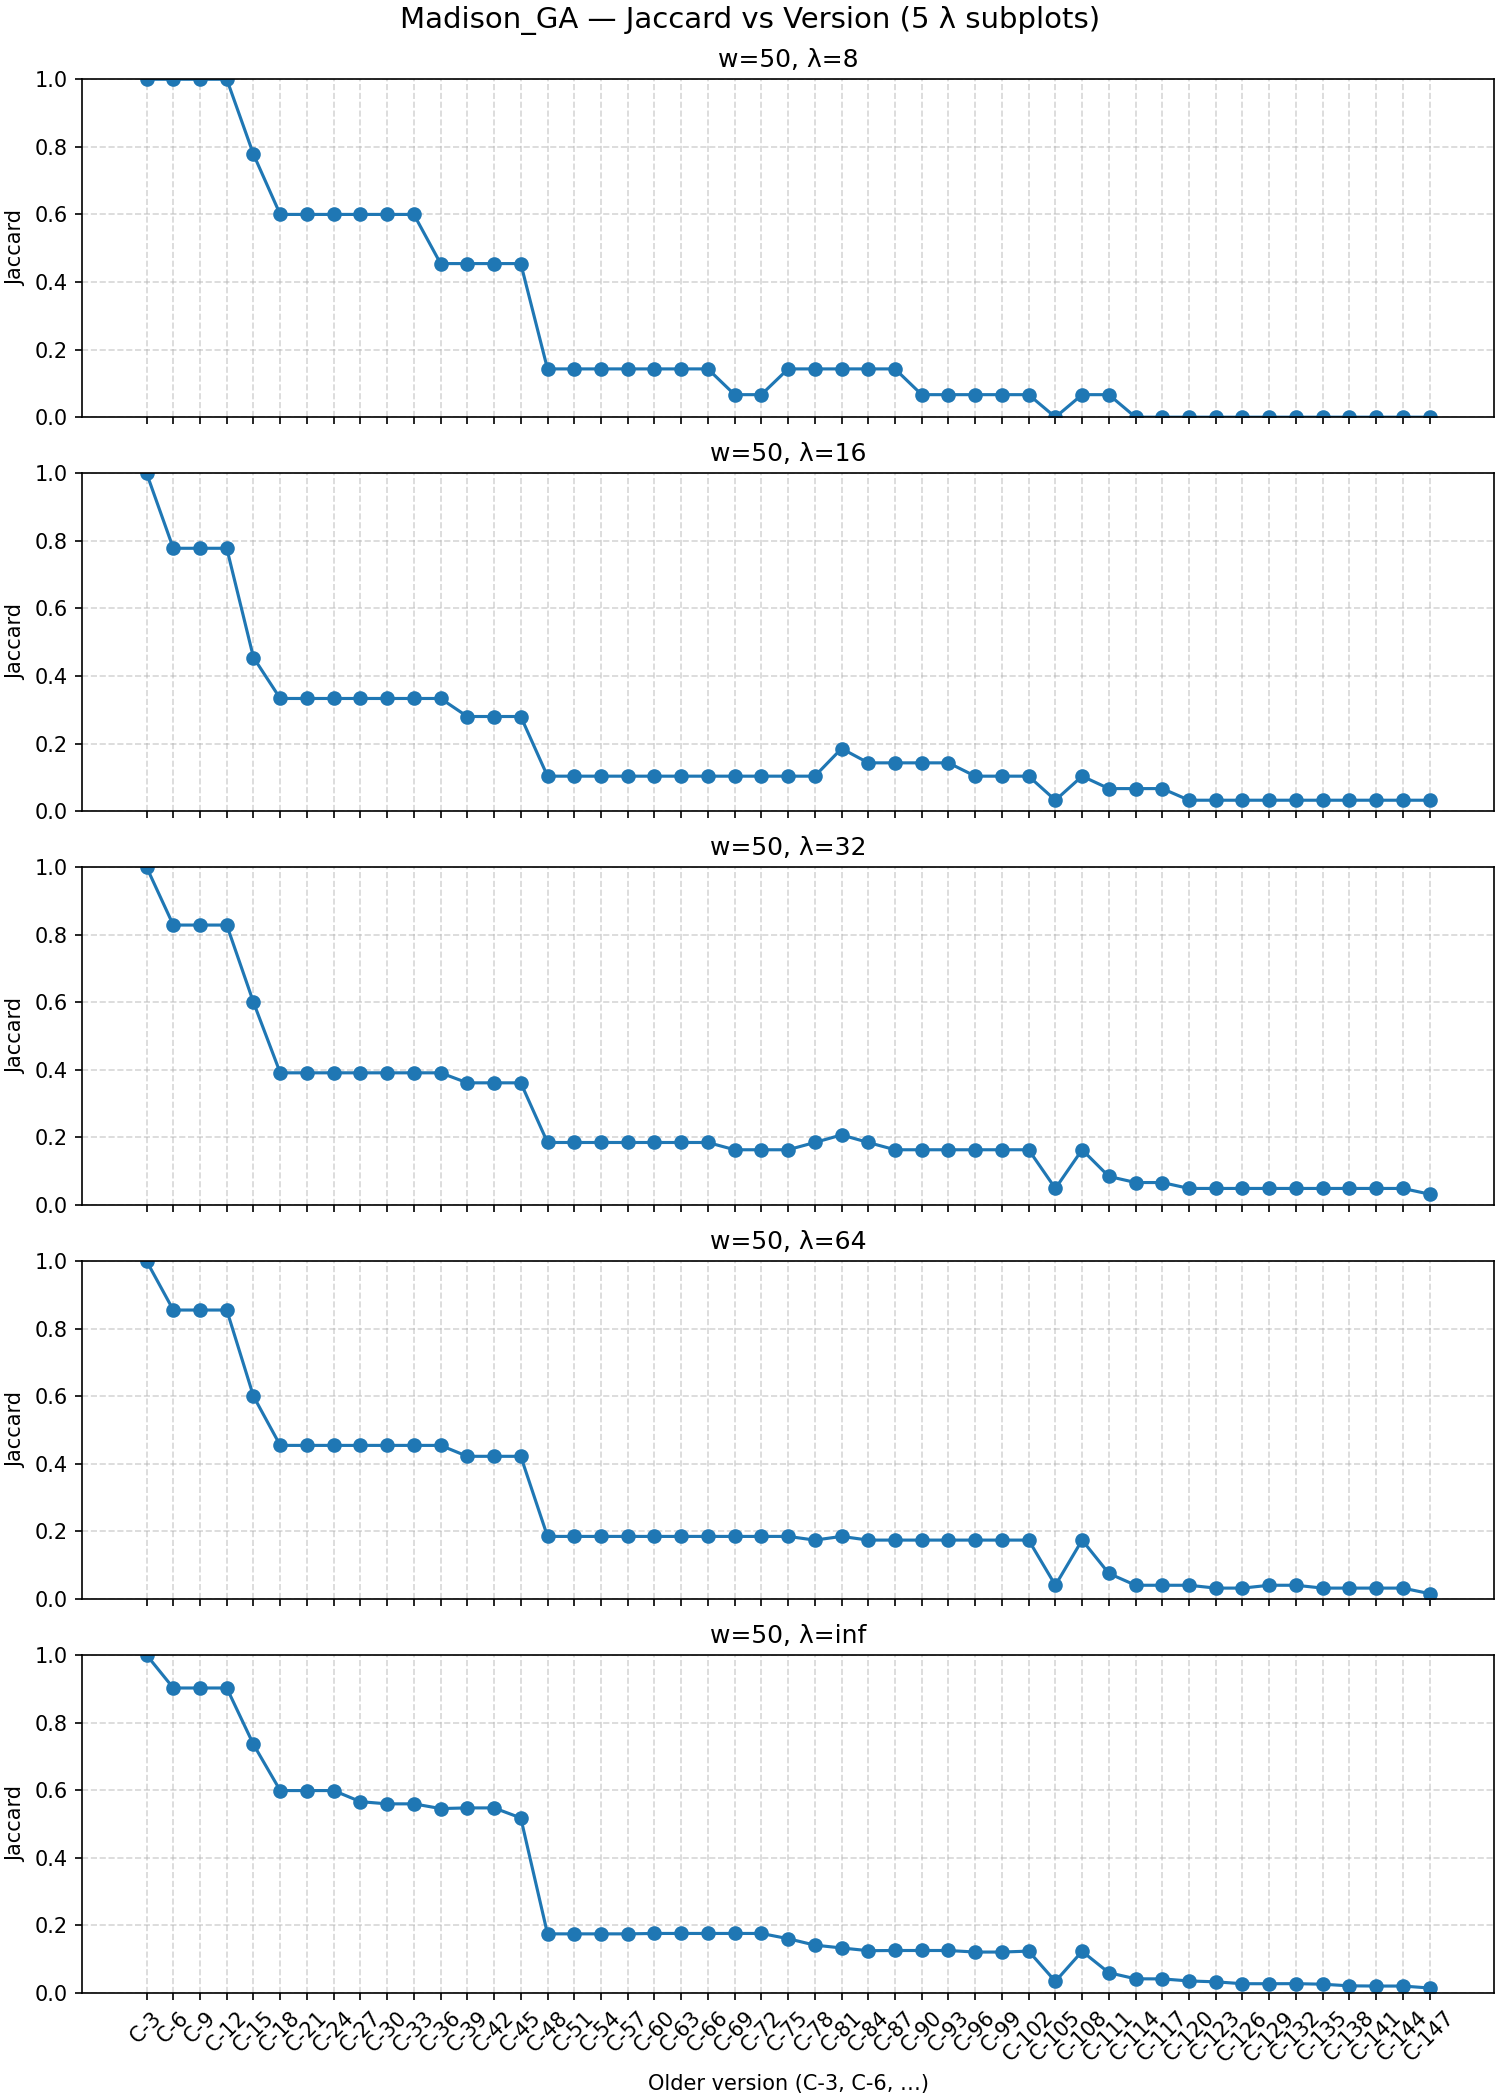 Madison_GA — Jaccard vs Version (5 λ subplots)
w=50, λ=8
1.0
0.8
0.6
0.4
0.2
0.0
Jaccard
w=50, λ=16
1.0
0.8
0.6
0.4
0.2
0.0
Jaccard
w=50, λ=32
1.0
0.8
0.6
0.4
0.2
0.0
Jaccard
w=50, λ=64
1.0
0.8
0.6
0.4
0.2
0.0
Jaccard
w=50, λ=inf
1.0
0.8
0.6
0.4
0.2
0.0
Jaccard
C-3 C-6 C-9 C-12 C-15 C-18 C-21 C-24 C-27 C-30 C-33 C-36 C-39 C-42 C-45 C-48 C-51 C-54 C-57 C-60 C-63 C-66 C-69 C-72 C-75 C-78 C-81 C-84 C-87 C-90 C-93 C-96 C-99 C-102 C-105 C-108 C-111 C-114 C-117 C-120 C-123 C-126 C-129 C-132 C-135 C-138 C-141 C-144 C-147
Older version (C-3, C-6, ...)